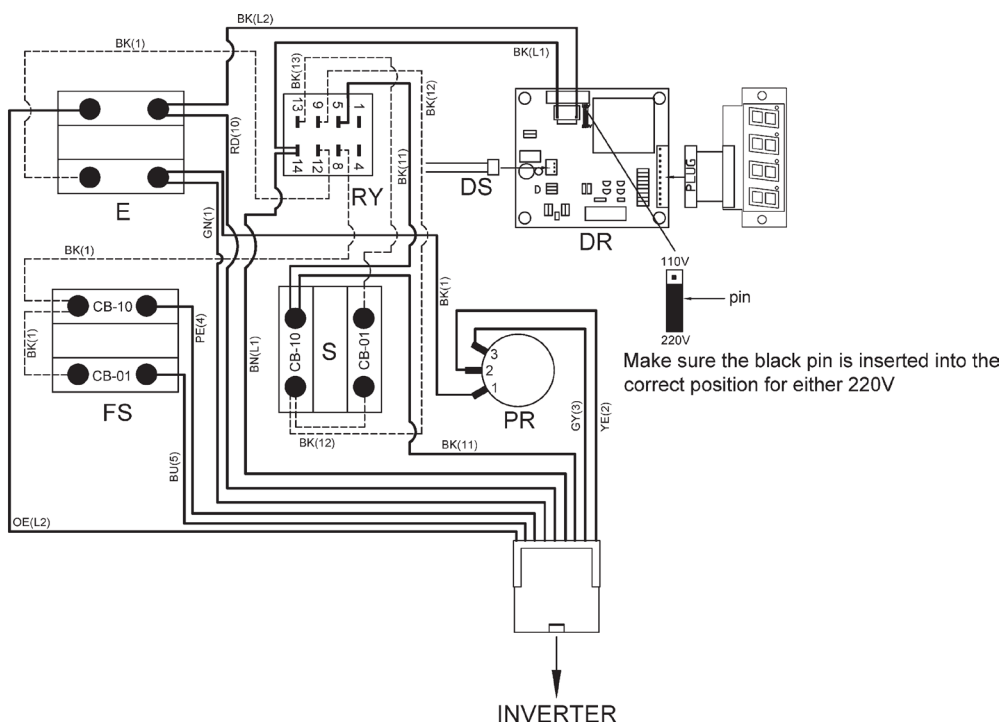 BK(L2)
BK(1)
BK(L1)
BK(13)
BK(12)
13
9
5
1
14
12
8
4
RY
RD(10)
BK(11)
DS
PLUG
DR
E
GN(1)
BK(1)
110V
pin
220V
Make sure the black pin is inserted into the
correct position for either 220V
CB-10
PE(4)
BK(1)
CB-01
FS
BN(L1)
CB-10
S
CB-01
BK(1)
3
2
1
PR
GY(3)
YE(2)
BK(12)
BK(11)
BU(5)
OE(L2)
INVERTER